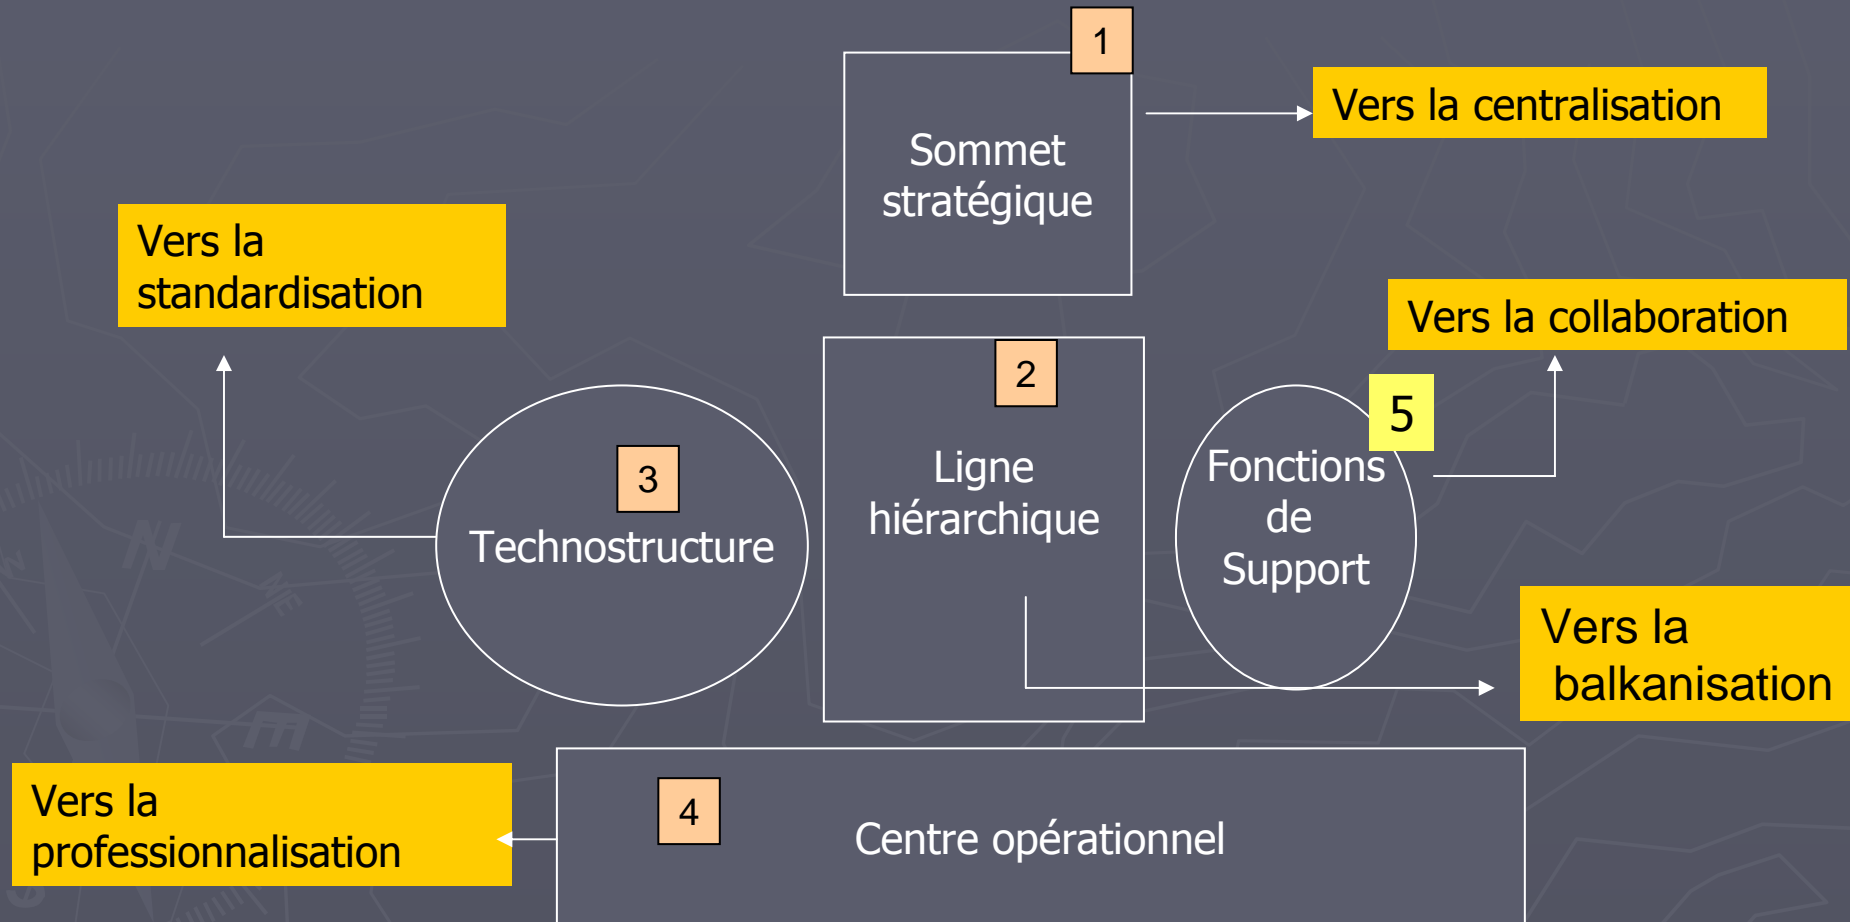 1
Sommet
stratégique
Vers la centralisation
Vers la
standardisation
Vers la collaboration
2
Ligne
hiérarchique
3
Technostructure
5
Fonctions
de
Support
Vers la
balkanisation
Vers la
professionnalisation
4
Centre opérationnel
N
N
NE
E
S